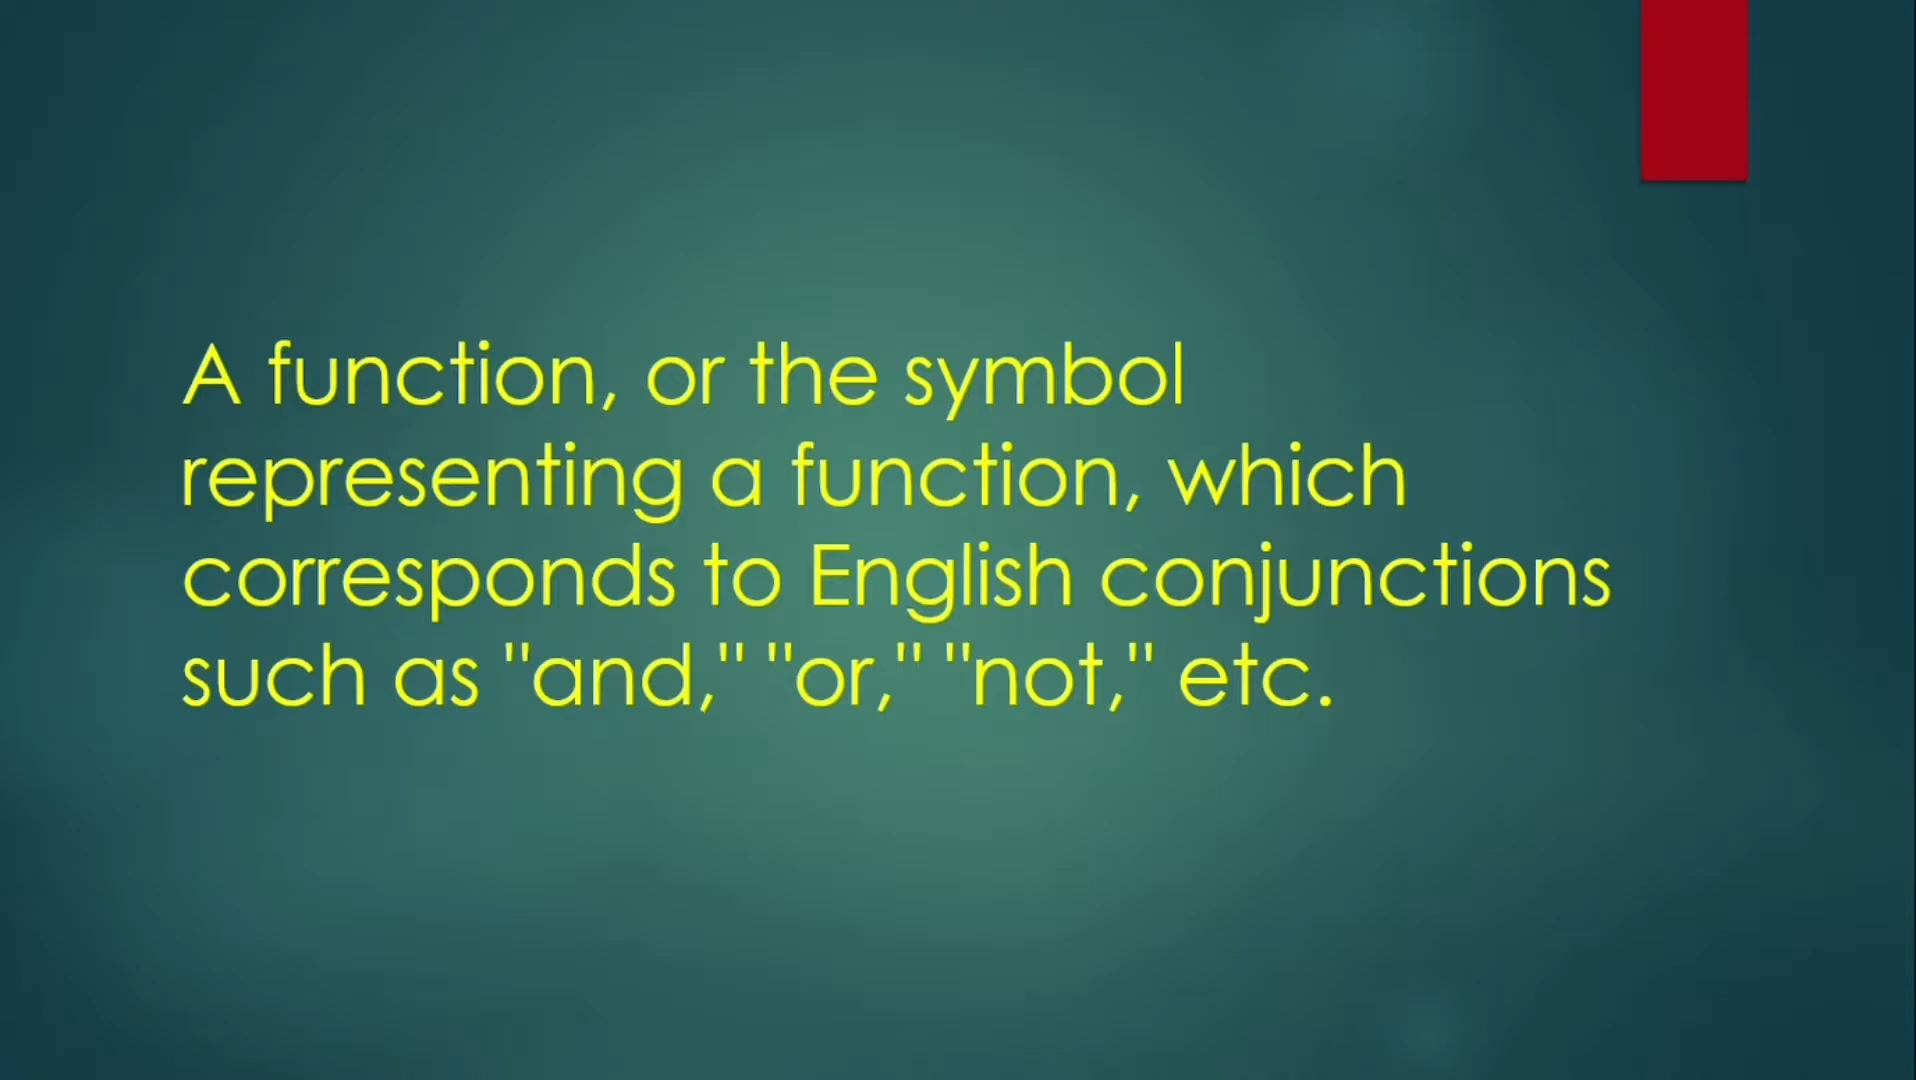 A function, or the symbol
representing a function, which
corresponds to English conjunctions
such as "and," "or," "not," etc.